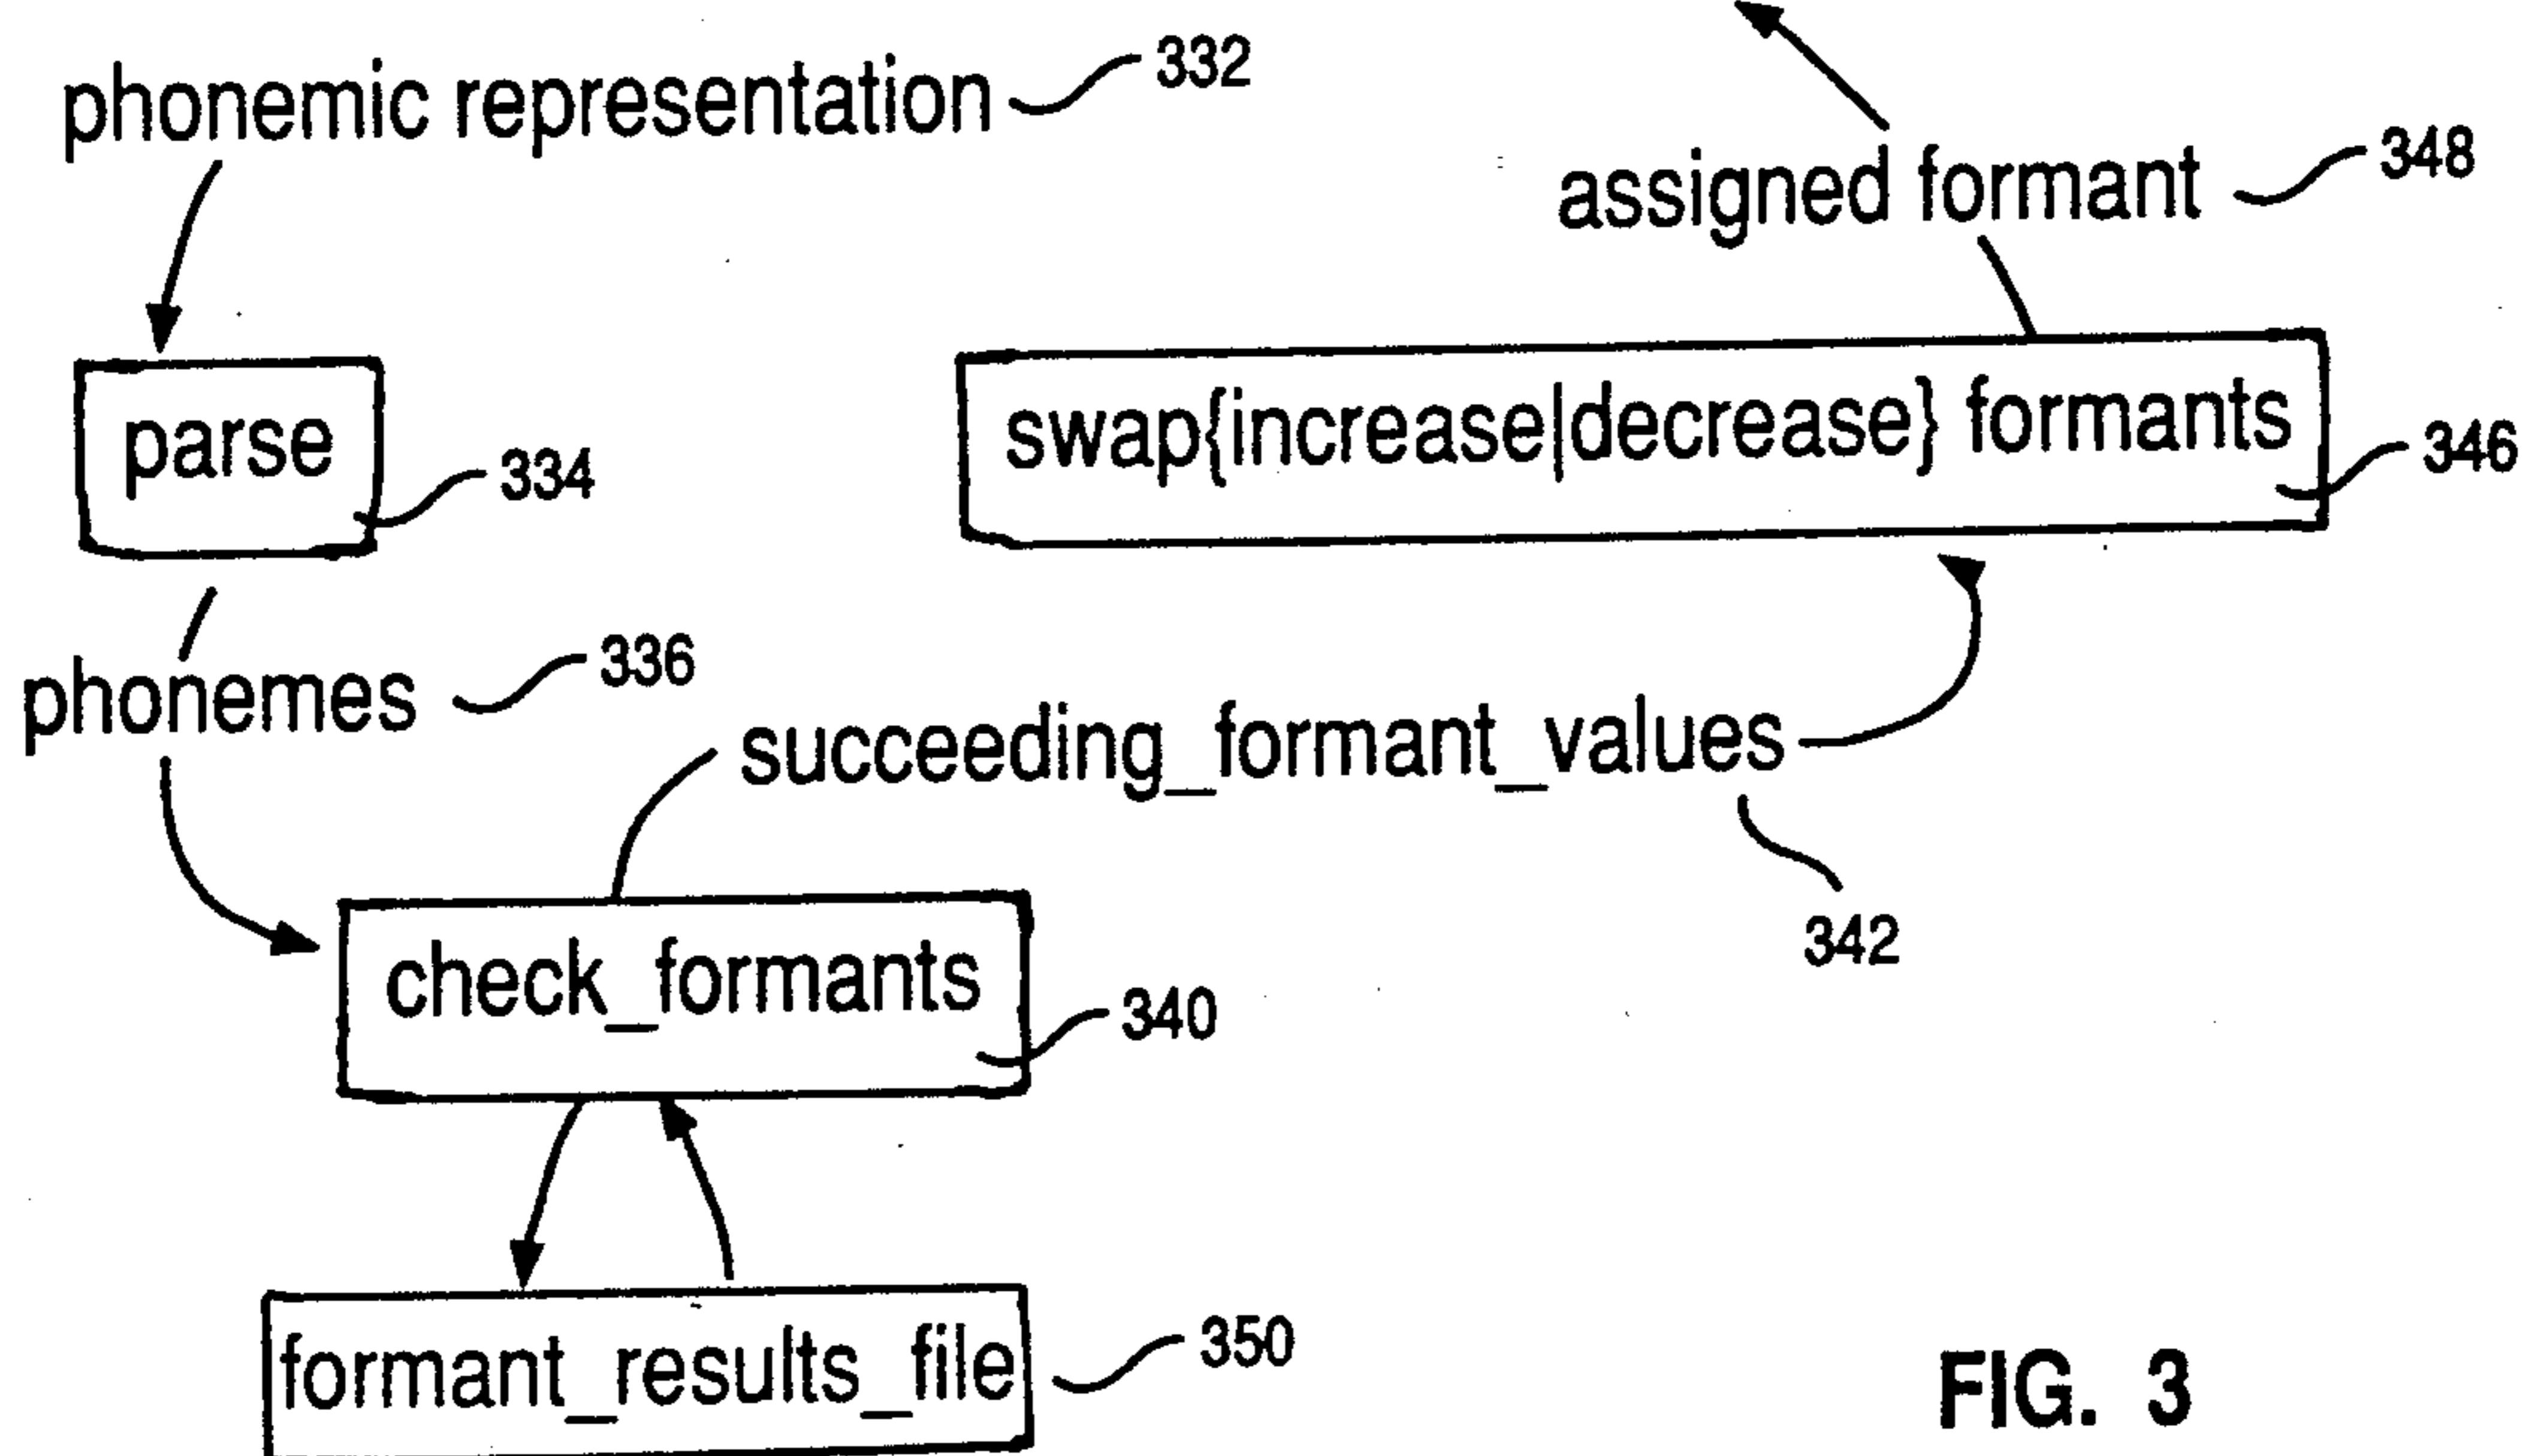 phonemic representation 332
assigned formant 348
parse 334
swap{increase|decrease} formants 346
phonemes 336
succeeding_formant_values
342
check_formants 340
formant_results_file 350
FIG. 3